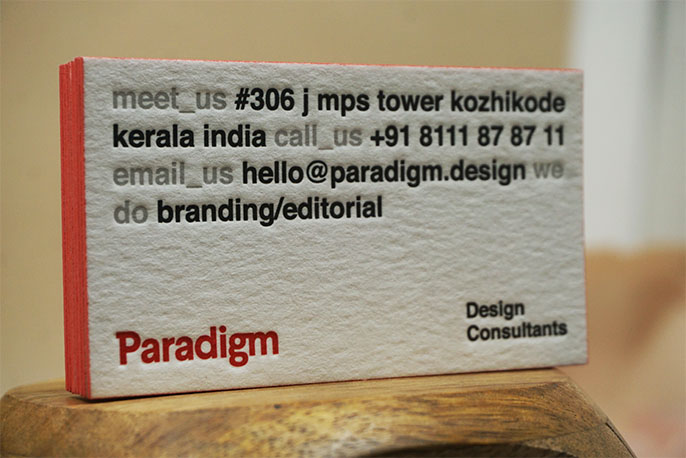 meet_us #306 j mps tower kozhikode
kerala india call_us +91 8111 87 87 11
email_us hello@paradigm.design we
do branding/editorial
Paradigm
Design
Consultants